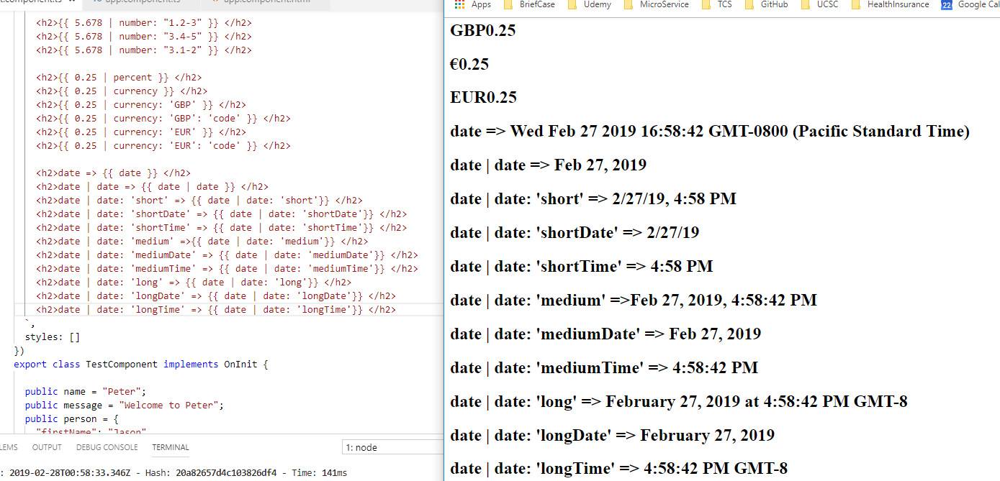 app.component.ts
app.component.html
<h2>{{ 5.678 | number: "1.2-3" }} </h2>
<h2>{{ 5.678 | number: "3.4-5" }} </h2>
<h2>{{ 5.678 | number: "3.1-2" }} </h2>
<h2>{{ 0.25 | percent }} </h2>
<h2>{{ 0.25 | currency }} </h2>
<h2>{{ 0.25 | currency: 'GBP' }} </h2>
<h2>{{ 0.25 | currency: 'GBP': 'code' }} </h2>
<h2>{{ 0.25 | currency: 'EUR' }} </h2>
<h2>{{ 0.25 | currency: 'EUR': 'code' }} </h2>
<h2>date => {{ date }} </h2>
<h2>date | date => {{ date | date }} </h2>
<h2>date | date: 'short' => {{ date | date: 'short'}} </h2>
<h2>date | date: 'shortDate' => {{ date | date: 'shortDate'}} </h2>
<h2>date | date: 'shortTime' => {{ date | date: 'shortTime'}} </h2>
<h2>date | date: 'medium' =>{{ date | date: 'medium'}} </h2>
<h2>date | date: 'mediumDate' => {{ date | date: 'mediumDate'}} </h2>
<h2>date | date: 'mediumTime' => {{ date | date: 'mediumTime'}} </h2>
<h2>date | date: 'long' => {{ date | date: 'long'}} </h2>
<h2>date | date: 'longDate' => {{ date | date: 'longDate'}} </h2>
<h2>date | date: 'longTime' => {{ date | date: 'longTime'}} </h2>
`,
styles: []
})
export class TestComponent implements OnInit {
public name = "Peter";
public message = "Welcome to Peter";
public person = {
"firstName": "Jason"
LEMS OUTPUT DEBUG CONSOLE TERMINAL 1: node
: 2019-02-28T00:58:33.346Z - Hash: 20a82657d4c103826df4 - Time: 141ms
Apps BriefCase Udemy MicroService TCS GitHub UCSC HealthInsurance 22 Google Cal
GBP0.25
€0.25
EUR0.25
date => Wed Feb 27 2019 16:58:42 GMT-0800 (Pacific Standard Time)
date | date => Feb 27, 2019
date | date: 'short' => 2/27/19, 4:58 PM
date | date: 'shortDate' => 2/27/19
date | date: 'shortTime' => 4:58 PM
date | date: 'medium' =>Feb 27, 2019, 4:58:42 PM
date | date: 'mediumDate' => Feb 27, 2019
date | date: 'mediumTime' => 4:58:42 PM
date | date: 'long' => February 27, 2019 at 4:58:42 PM GMT-8
date | date: 'longDate' => February 27, 2019
date | date: 'longTime' => 4:58:42 PM GMT-8